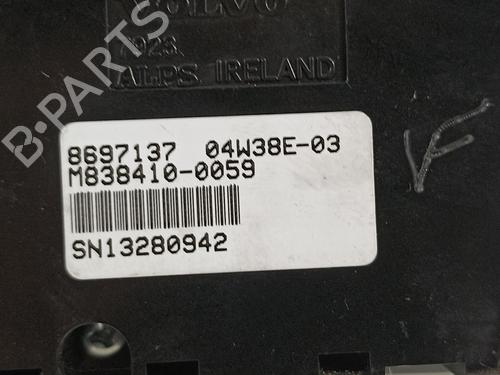 VOLVO
7923.
ALPS IRELAND
8697137 04W38E-03
M838410-0059
SN13280942
B-PARTS